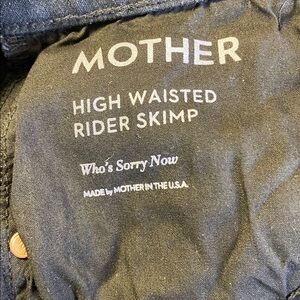 MOTHER
HIGH WAISTED
RIDER SKIMP
Who's Sorry Now
MADE by MOTHER IN THE U.S.A.